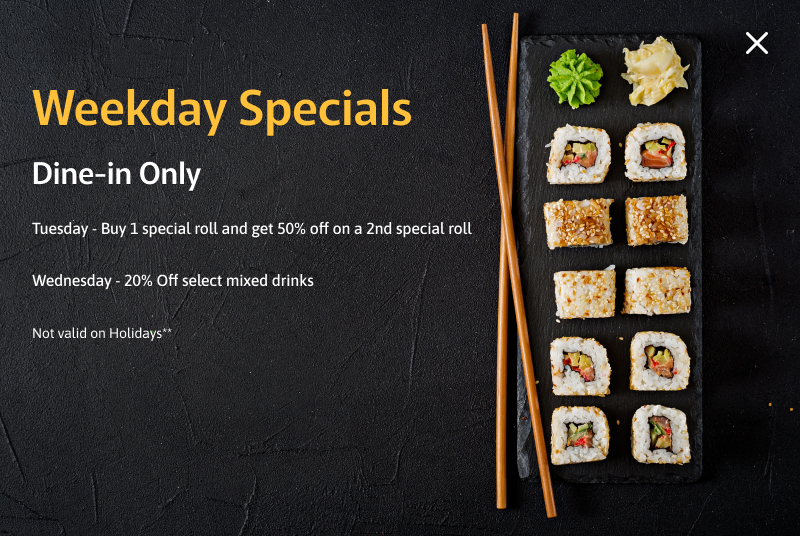 Weekday Specials
Dine-in Only
Tuesday - Buy 1 special roll and get 50% off on a 2nd special roll
Wednesday - 20% Off select mixed drinks
Not valid on Holidays**